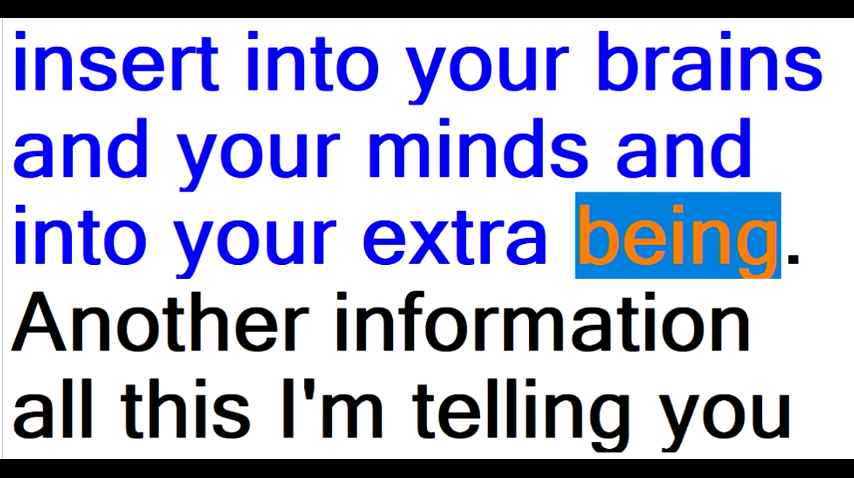 insert into your brains
and your minds and
into your extra being.
Another information
all this I'm telling you